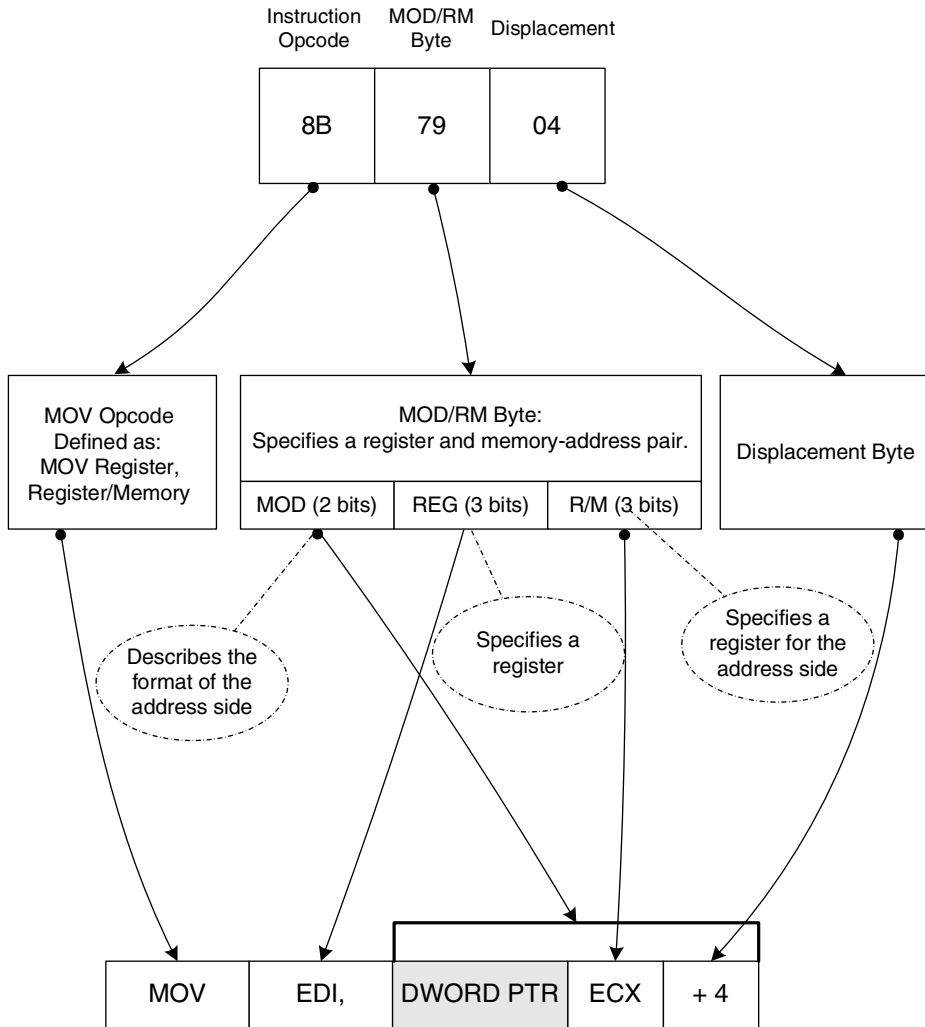 Instruction
Opcode
MOD/RM
Byte
Displacement
8B
79
04
MOV Opcode
Defined as:
MOV Register,
Register/Memory
MOD/RM Byte:
Specifies a register and memory-address pair.
MOD (2 bits)
REG (3 bits)
R/M (3 bits)
Displacement Byte
Describes the
format of the
address side
Specifies a
register
Specifies a
register for the
address side
MOV
EDI,
DWORD PTR
ECX
+ 4